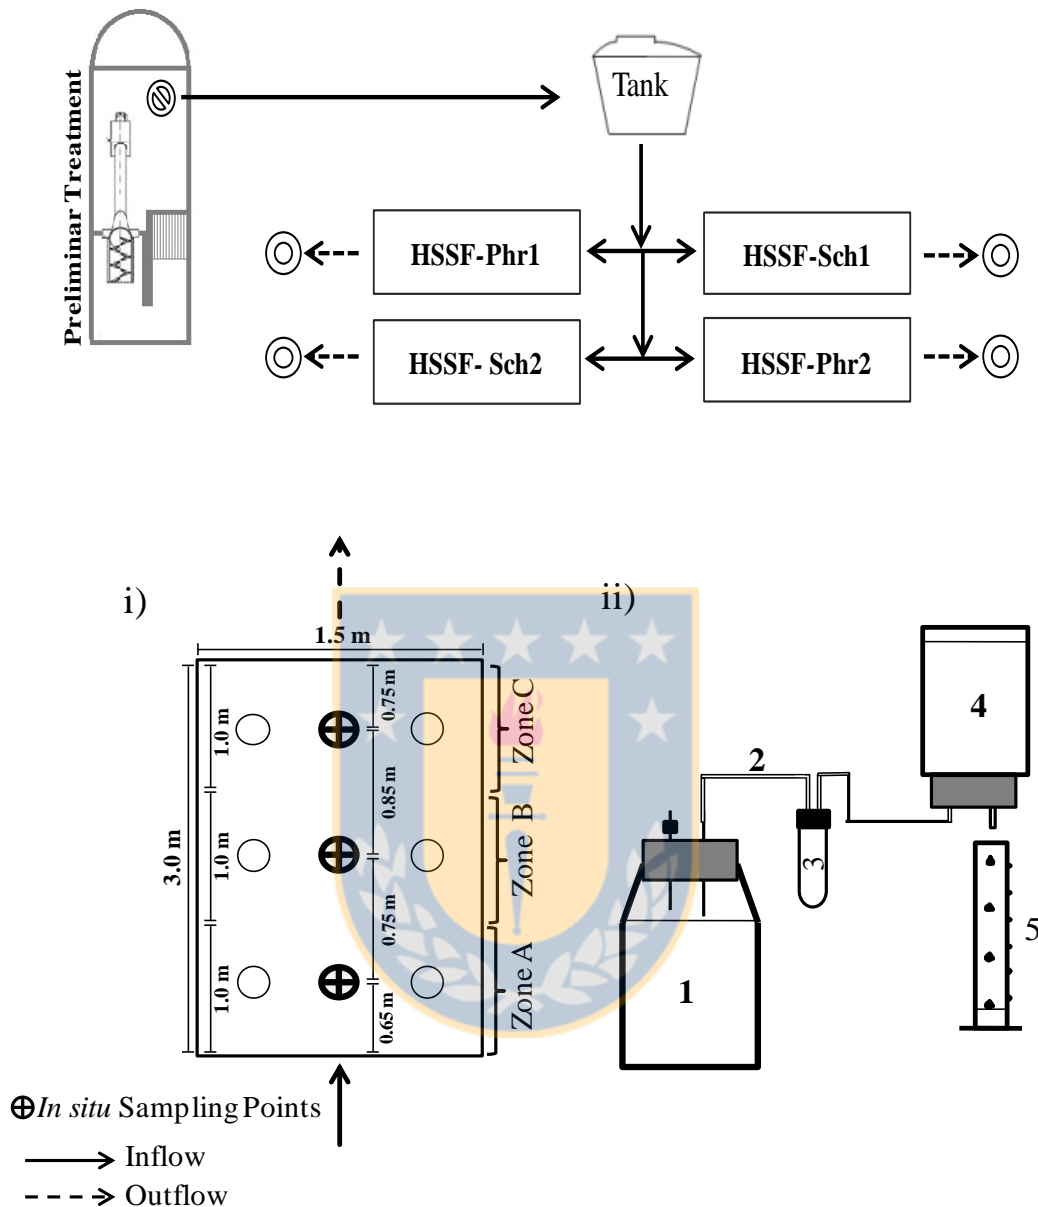 Preliminar Treatment
Tank
HSSF-Phr1
HSSF-Sch1
HSSF- Sch2
HSSF-Phr2
i)
ii)
1.5 m
3.0 m
1.0 m
1.0 m
1.0 m
0.75 m
0.85 m
0.75 m
0.65 m
Zone C
Zone B
Zone A
1
2
3
4
5
In situ Sampling Points
Inflow
Outflow